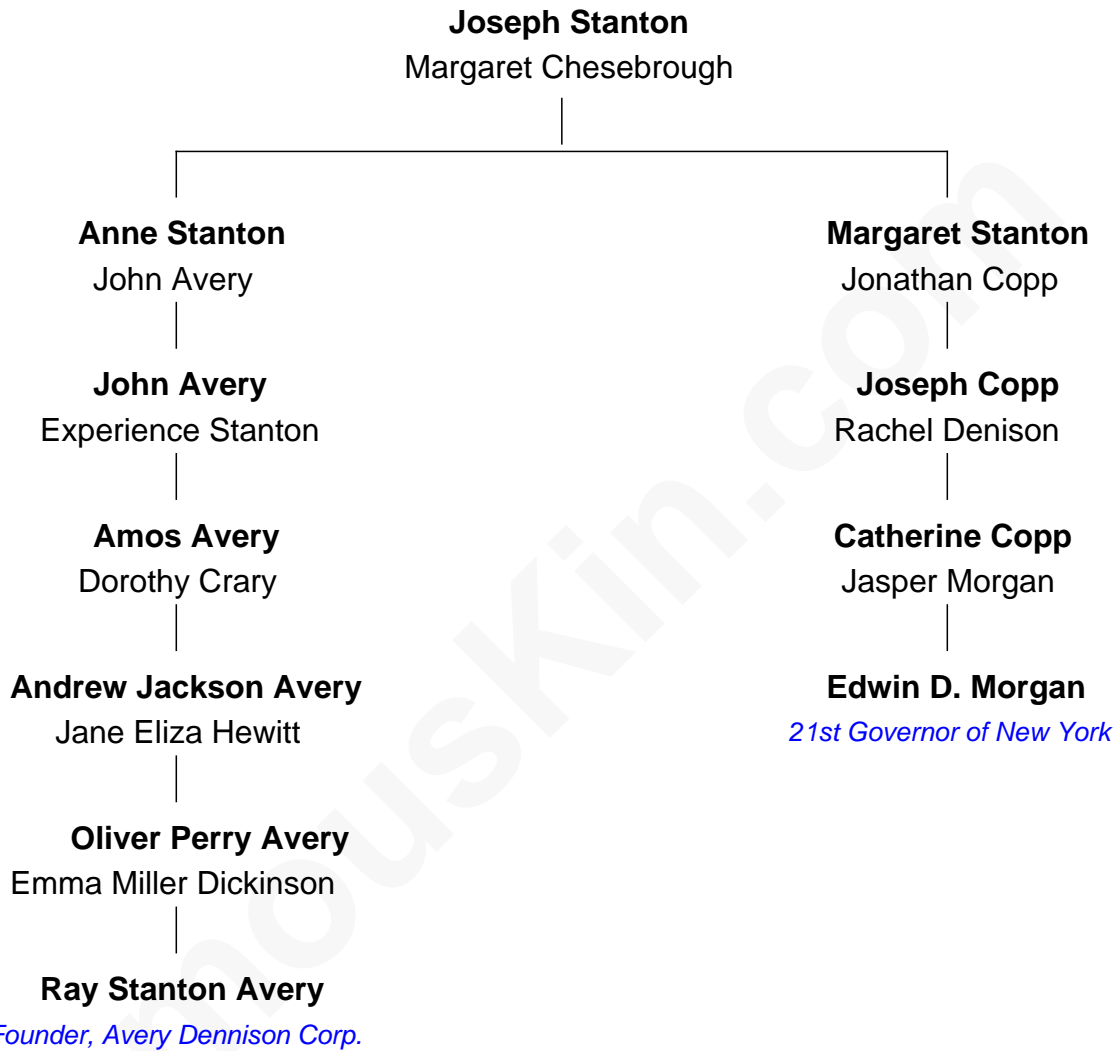 Joseph Stanton
Margaret Chesebrough
Anne Stanton
John Avery
Margaret Stanton
Jonathan Copp
John Avery
Experience Stanton
Joseph Copp
Rachel Denison
Amos Avery
Dorothy Crary
Catherine Copp
Jasper Morgan
Andrew Jackson Avery
Jane Eliza Hewitt
Edwin D. Morgan
21st Governor of New York
Oliver Perry Avery
Emma Miller Dickinson
Ray Stanton Avery
Founder, Avery Dennison Corp.
mousKin.com